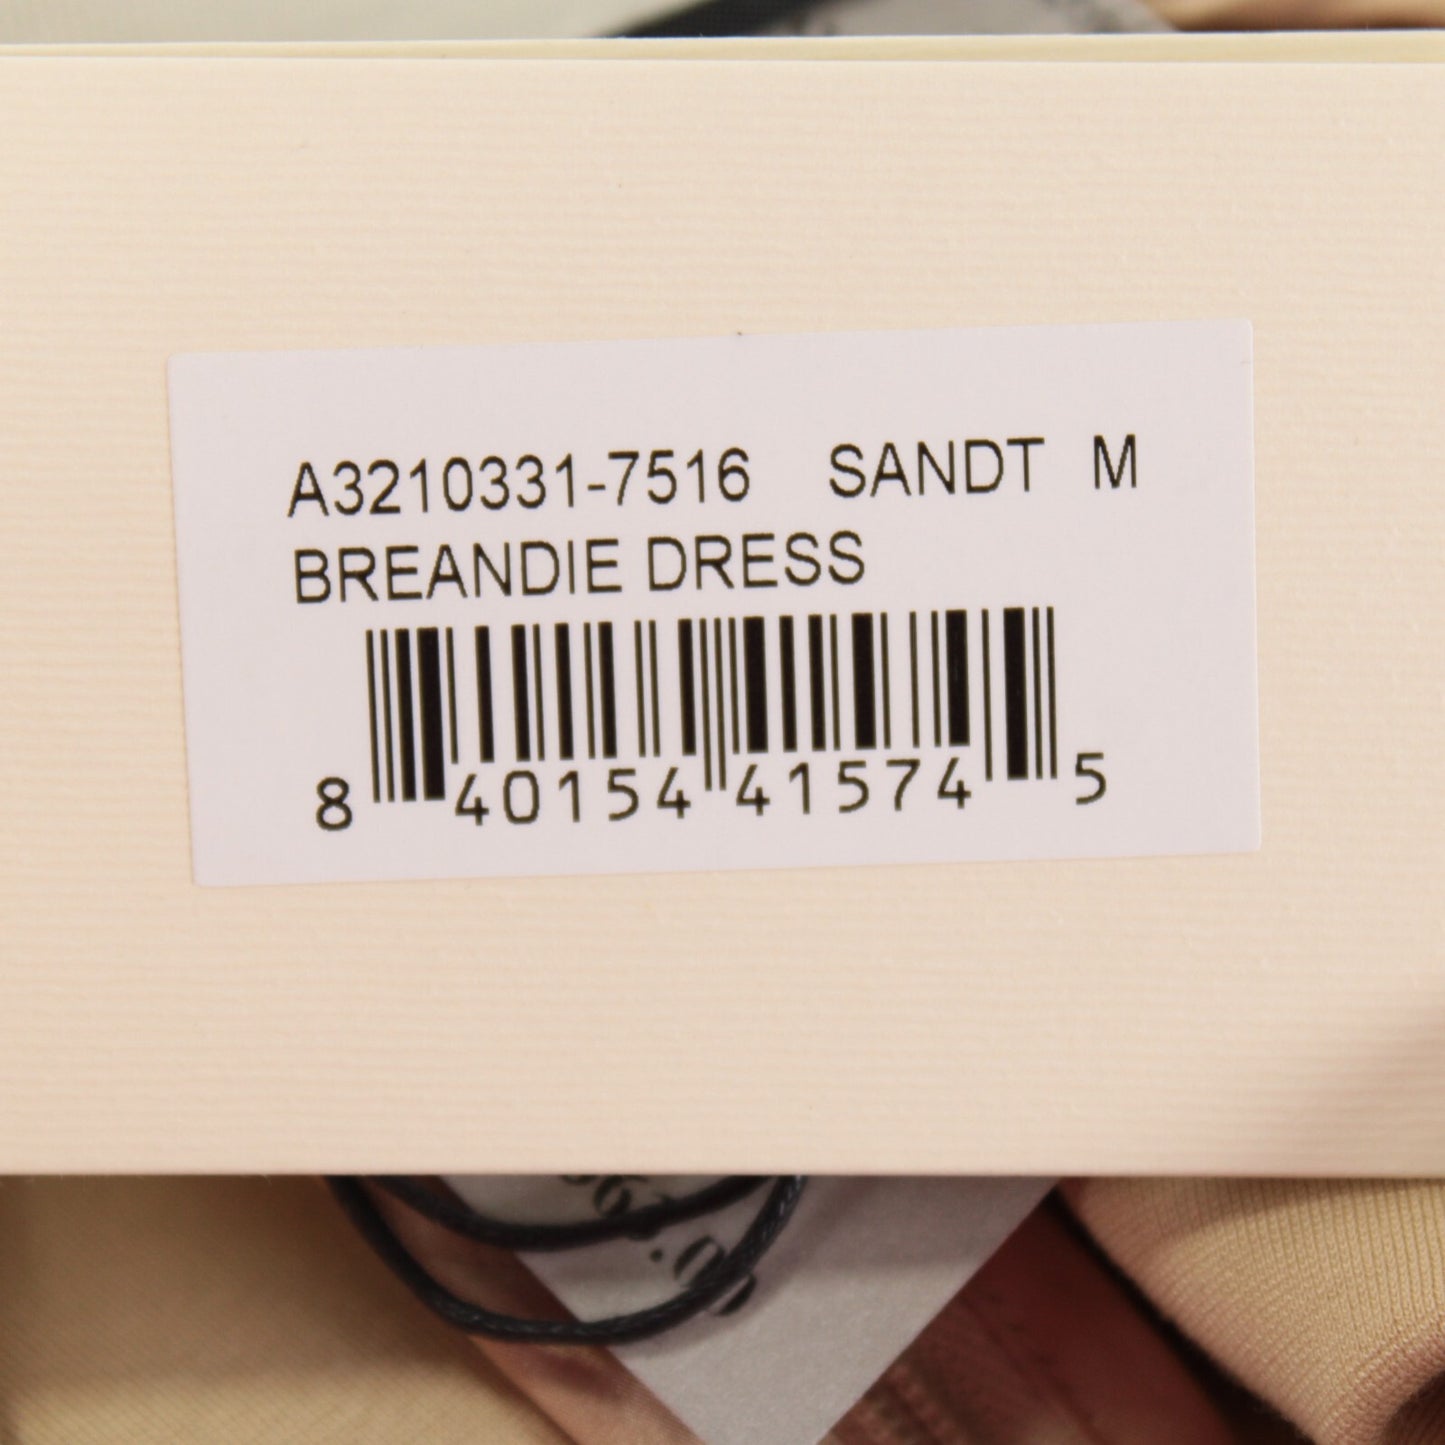 A3210331-7516 SANDT M
BREANDIE DRESS
8 40154 41574 5